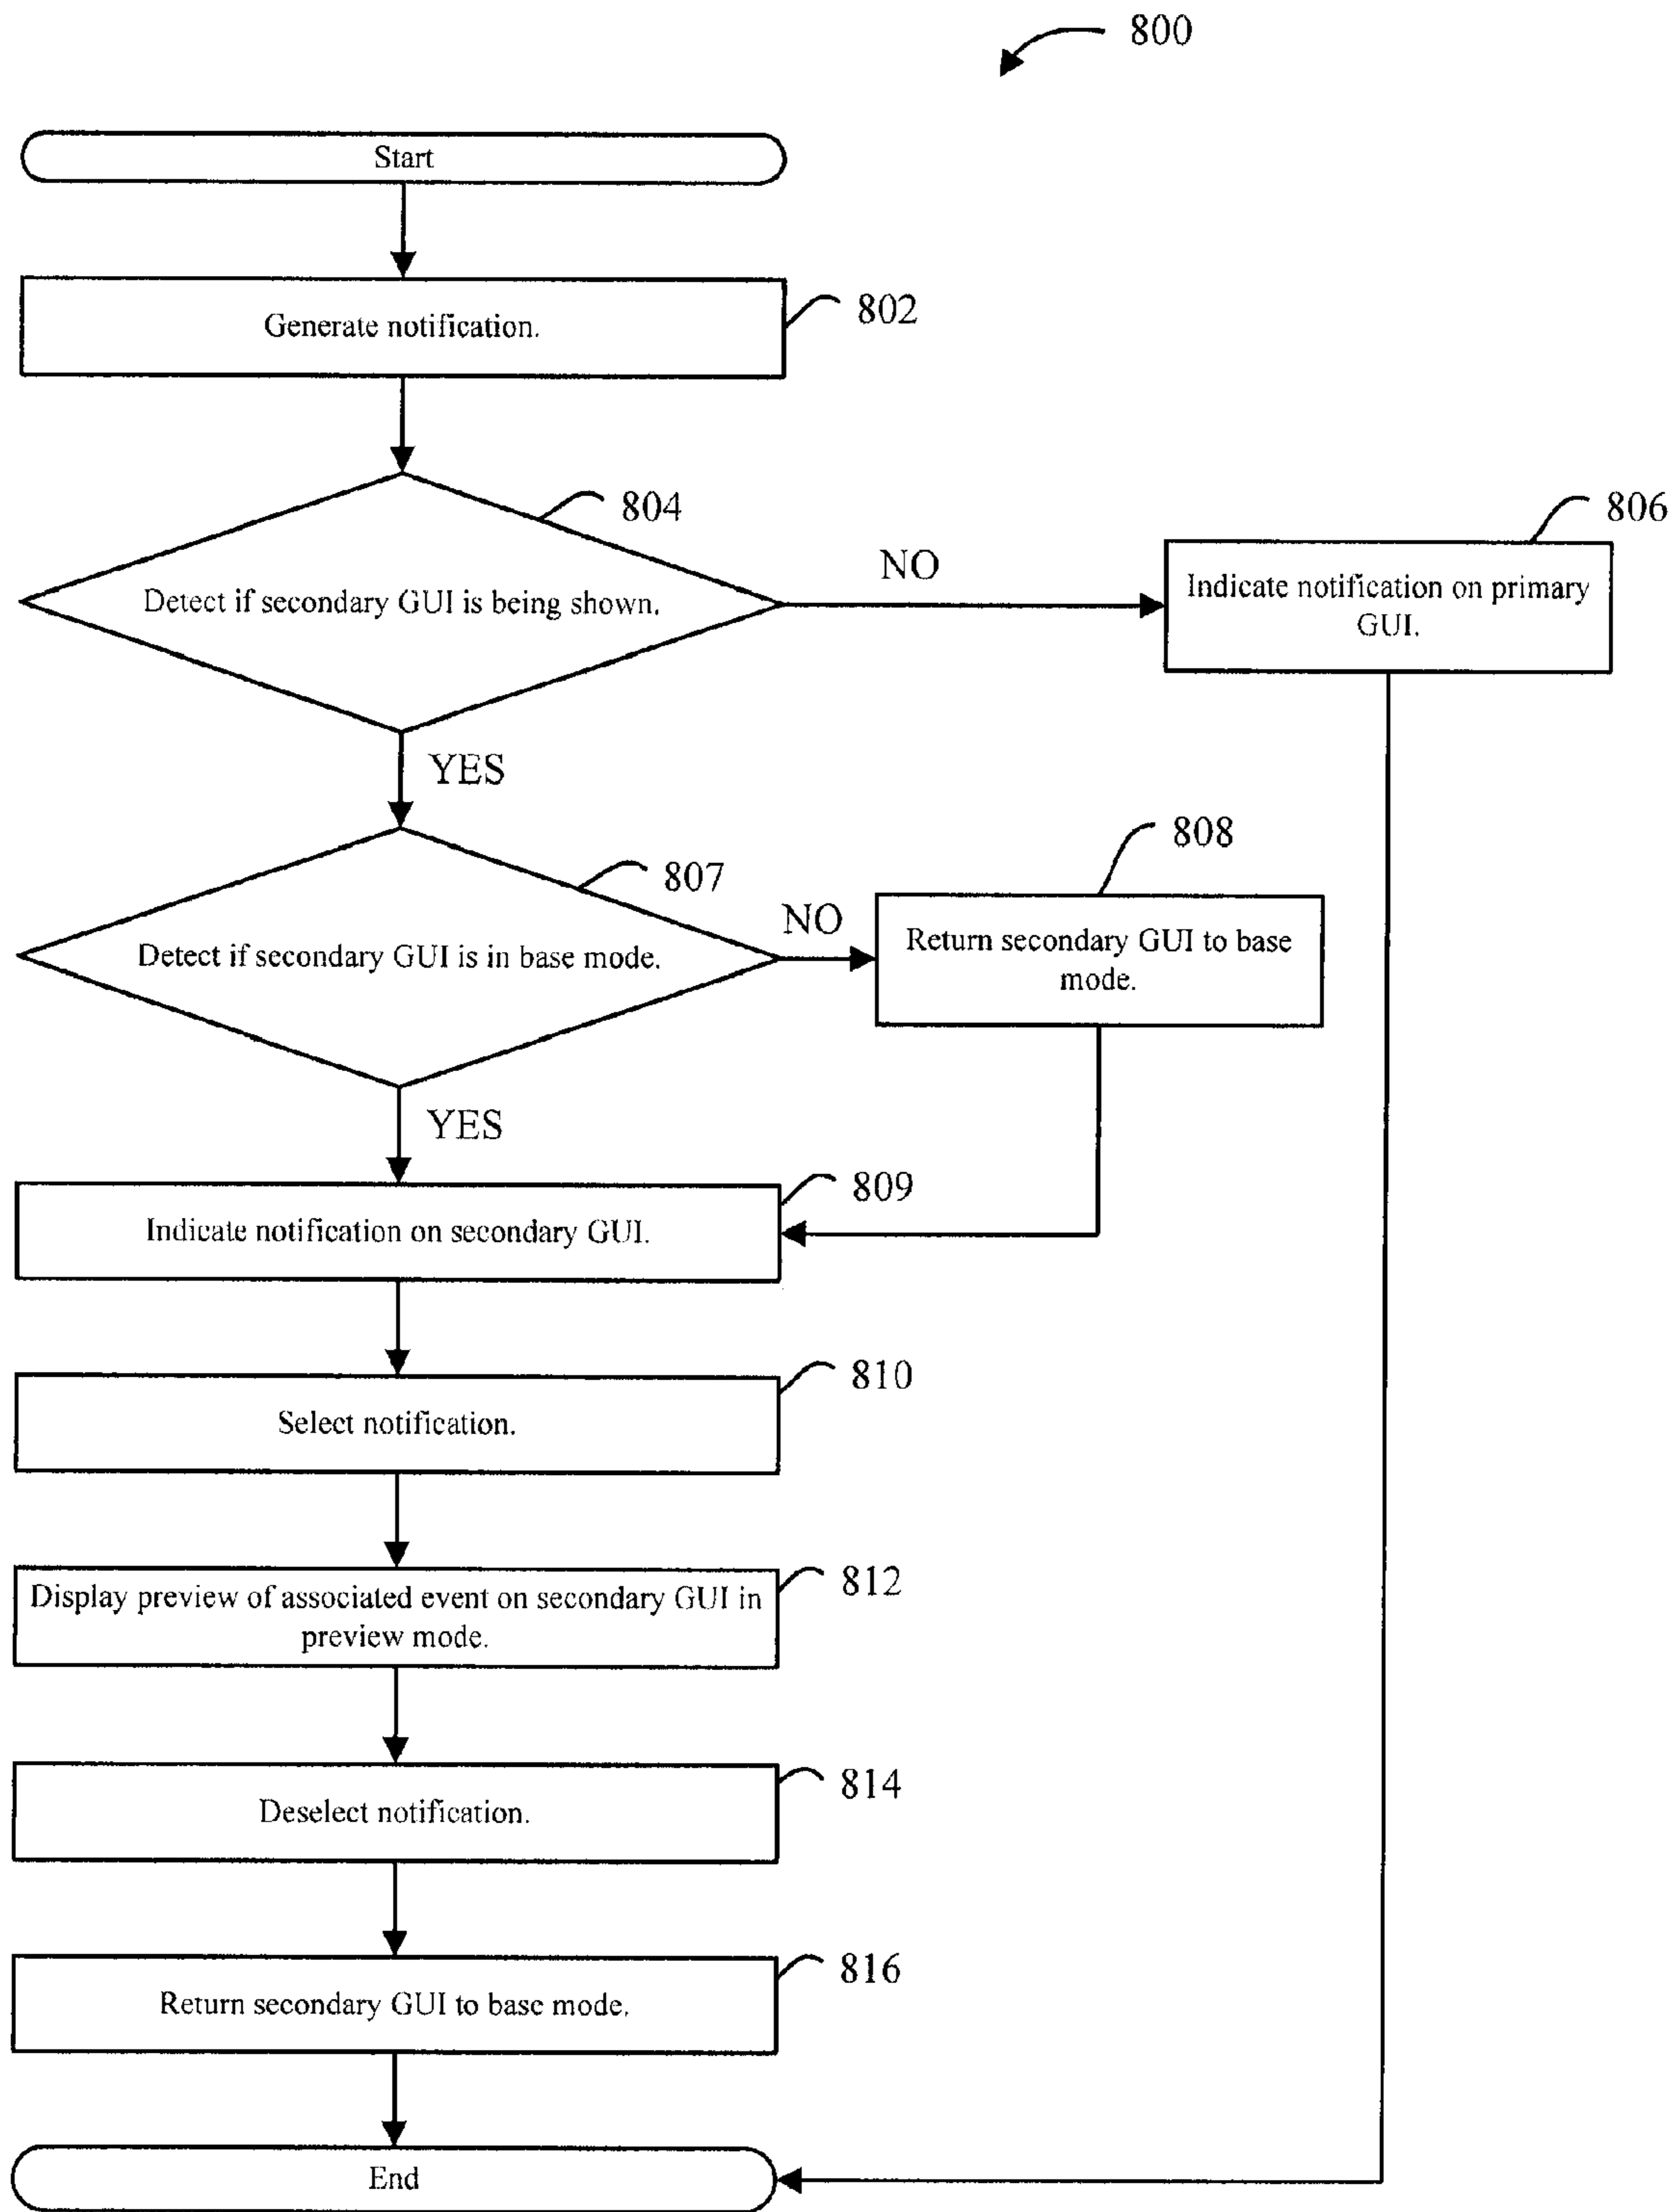 800
Start
Generate notification.
802
804
Detect if secondary GUI is being shown.
NO
806
Indicate notification on primary
GUI.
YES
807
Detect if secondary GUI is in base mode.
NO
808
Return secondary GUI to base
mode.
YES
809
Indicate notification on secondary GUI.
810
Select notification.
812
Display preview of associated event on secondary GUI in
preview mode.
814
Deselect notification.
816
Return secondary GUI to base mode.
End